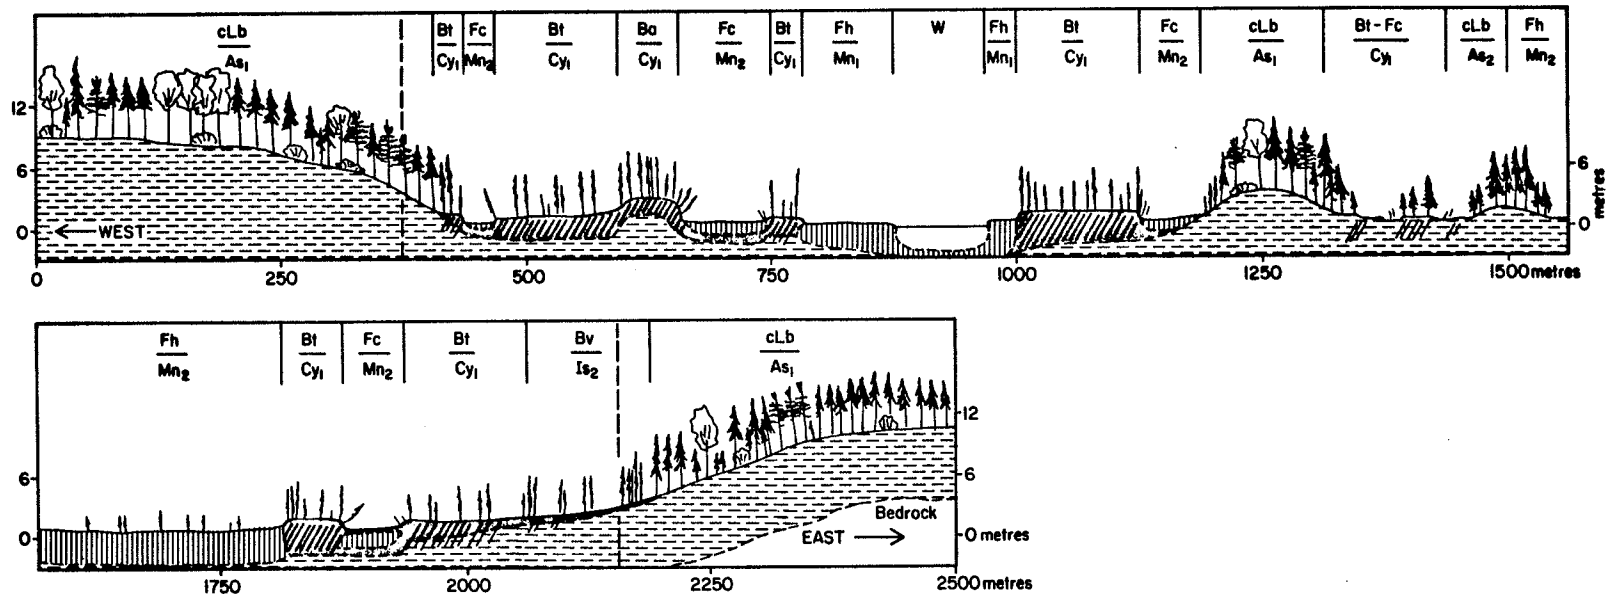 cLb Bt Fc Bt Ba Fc Bt Fh W Fh Bt Fc cLb Bt-Fc cLb Fh
As₁ Cy₁ Mn₂ Cy₁ Cy₁ Mn₂ Cy₁ Mn₁ Mn₁ Cy₁ Mn₂ As₁ Cy₁ As₂ Mn₂
12
6 6
0 0
metres
← WEST
0 250 500 750 1000 1250 1500 metres
Fh Bt Fc Bt Bv cLb
Mn₂ Cy₁ Mn₂ Cy₁ Is₂ As₁
12
6 6
Bedrock
0 EAST → 0 metres
1750 2000 2250 2500 metres